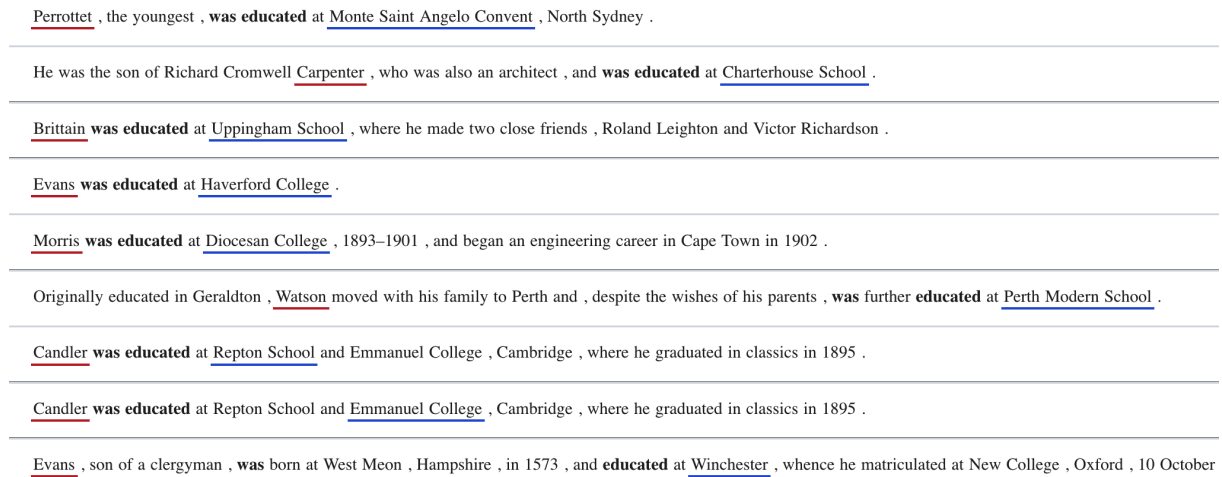 Perrottet , the youngest , was educated at Monte Saint Angelo Convent , North Sydney .
He was the son of Richard Cromwell Carpenter , who was also an architect , and was educated at Charterhouse School .
Brittain was educated at Uppingham School , where he made two close friends , Roland Leighton and Victor Richardson .
Evans was educated at Haverford College .
Morris was educated at Diocesan College , 1893–1901 , and began an engineering career in Cape Town in 1902 .
Originally educated in Geraldton , Watson moved with his family to Perth and , despite the wishes of his parents , was further educated at Perth Modern School .
Candler was educated at Repton School and Emmanuel College , Cambridge , where he graduated in classics in 1895 .
Candler was educated at Repton School and Emmanuel College , Cambridge , where he graduated in classics in 1895 .
Evans , son of a clergyman , was born at West Meon , Hampshire , in 1573 , and educated at Winchester , whence he matriculated at New College , Oxford , 10 October